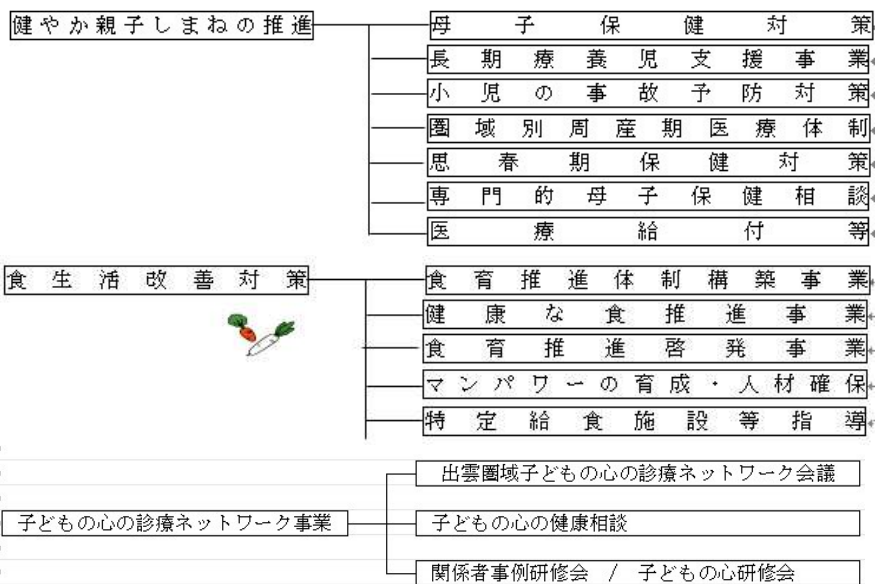 健やか親子しまねの推進
母子保健対策
長期療養児支援事業
小児の事故予防対策
圏域別周産期医療体制
思春期保健対策
専門的母子保健相談
医療給付等
食生活改善対策
食育推進体制構築事業
健康な食推進事業
食育推進啓発事業
マンパワーの育成・人材確保
特定給食施設等指導
子どもの心の診療ネットワーク事業
出雲圏域子どもの心の診療ネットワーク会議
子どもの心の健康相談
関係者事例研修会 / 子どもの心研修会